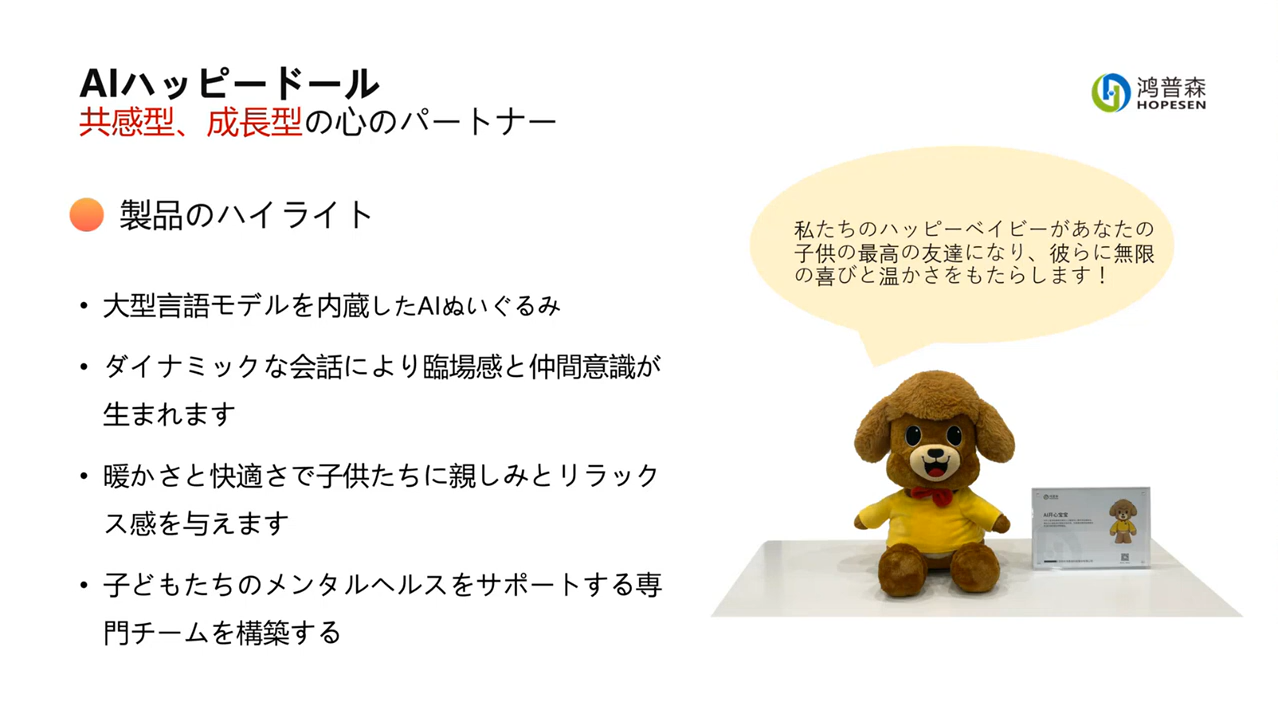 AIハッピードール
共感型、成長型の心のパートナー
鸿普森
HOPESEN
製品のハイライト
• 大型言語モデルを内蔵したAIぬいぐるみ
• ダイナミックな会話により臨場感と仲間意識が
生まれます
• 暖かさと快適さで子供たちに親しみとリラック
ス感を与えます
• 子どもたちのメンタルヘルスをサポートする専
門チームを構築する
私たちのハッピーベイビーがあなたの
子供の最高の友達になり、彼らに無限
の喜びと温かさをもたらします！
AI开心宝宝